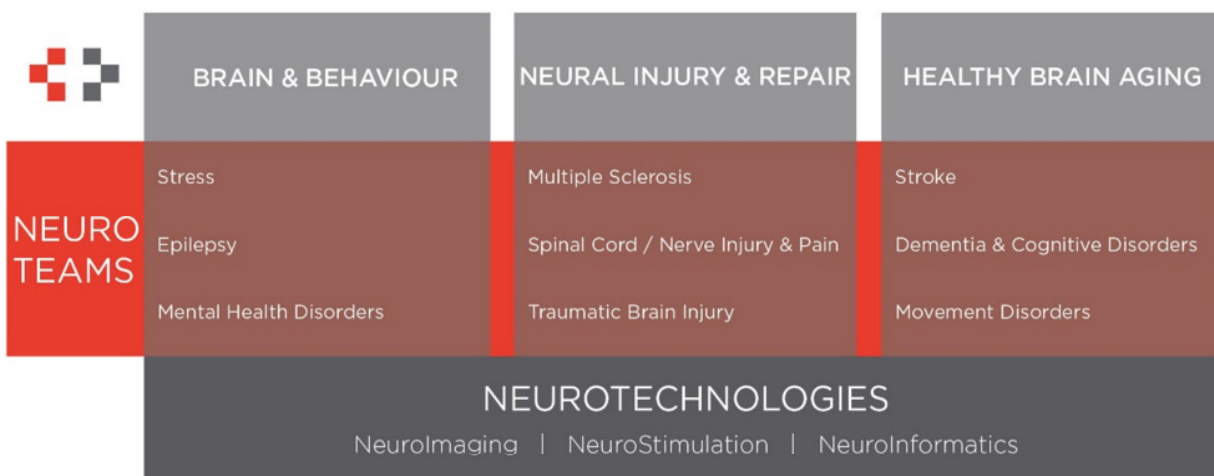 BRAIN & BEHAVIOUR
NEURAL INJURY & REPAIR
HEALTHY BRAIN AGING
NEURO
TEAMS
Stress
Epilepsy
Mental Health Disorders
Multiple Sclerosis
Spinal Cord / Nerve Injury & Pain
Traumatic Brain Injury
Stroke
Dementia & Cognitive Disorders
Movement Disorders
NEUROTECHNOLOGIES
NeuroImaging | NeuroStimulation | NeuroInformatics